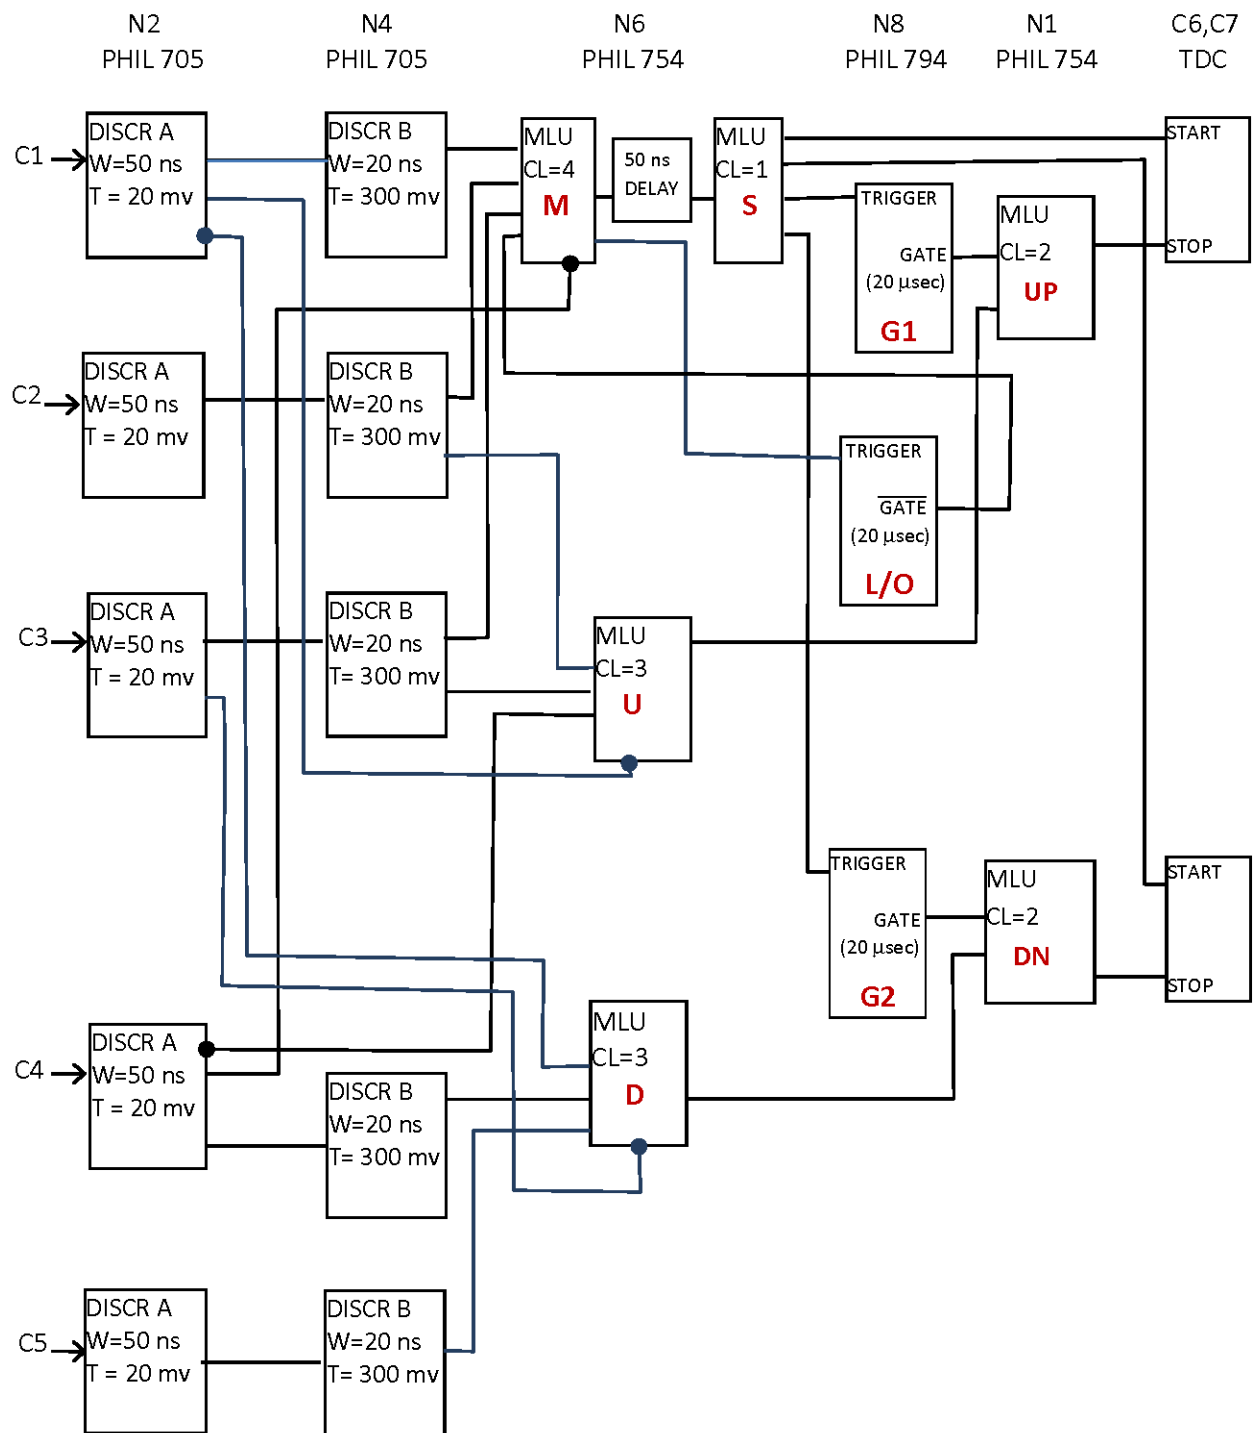 N2 N4 N6 N8 N1 C6,C7
PHIL 705 PHIL 705 PHIL 754 PHIL 794 PHIL 754 TDC
C1
DISCR A
W=50 ns
T = 20 mv
DISCR B
W=20 ns
T= 300 mv
MLU
CL=4
M
50 ns
DELAY
MLU
CL=1
S
TRIGGER
GATE
(20 μsec)
G1
MLU
CL=2
UP
START
STOP
C2
DISCR A
W=50 ns
T = 20 mv
DISCR B
W=20 ns
T= 300 mv
TRIGGER
GATE
(20 μsec)
L/O
C3
DISCR A
W=50 ns
T = 20 mv
DISCR B
W=20 ns
T= 300 mv
MLU
CL=3
U
TRIGGER
GATE
(20 μsec)
G2
MLU
CL=2
DN
START
STOP
C4
DISCR A
W=50 ns
T = 20 mv
DISCR B
W=20 ns
T= 300 mv
MLU
CL=3
D
C5
DISCR A
W=50 ns
T = 20 mv
DISCR B
W=20 ns
T= 300 mv